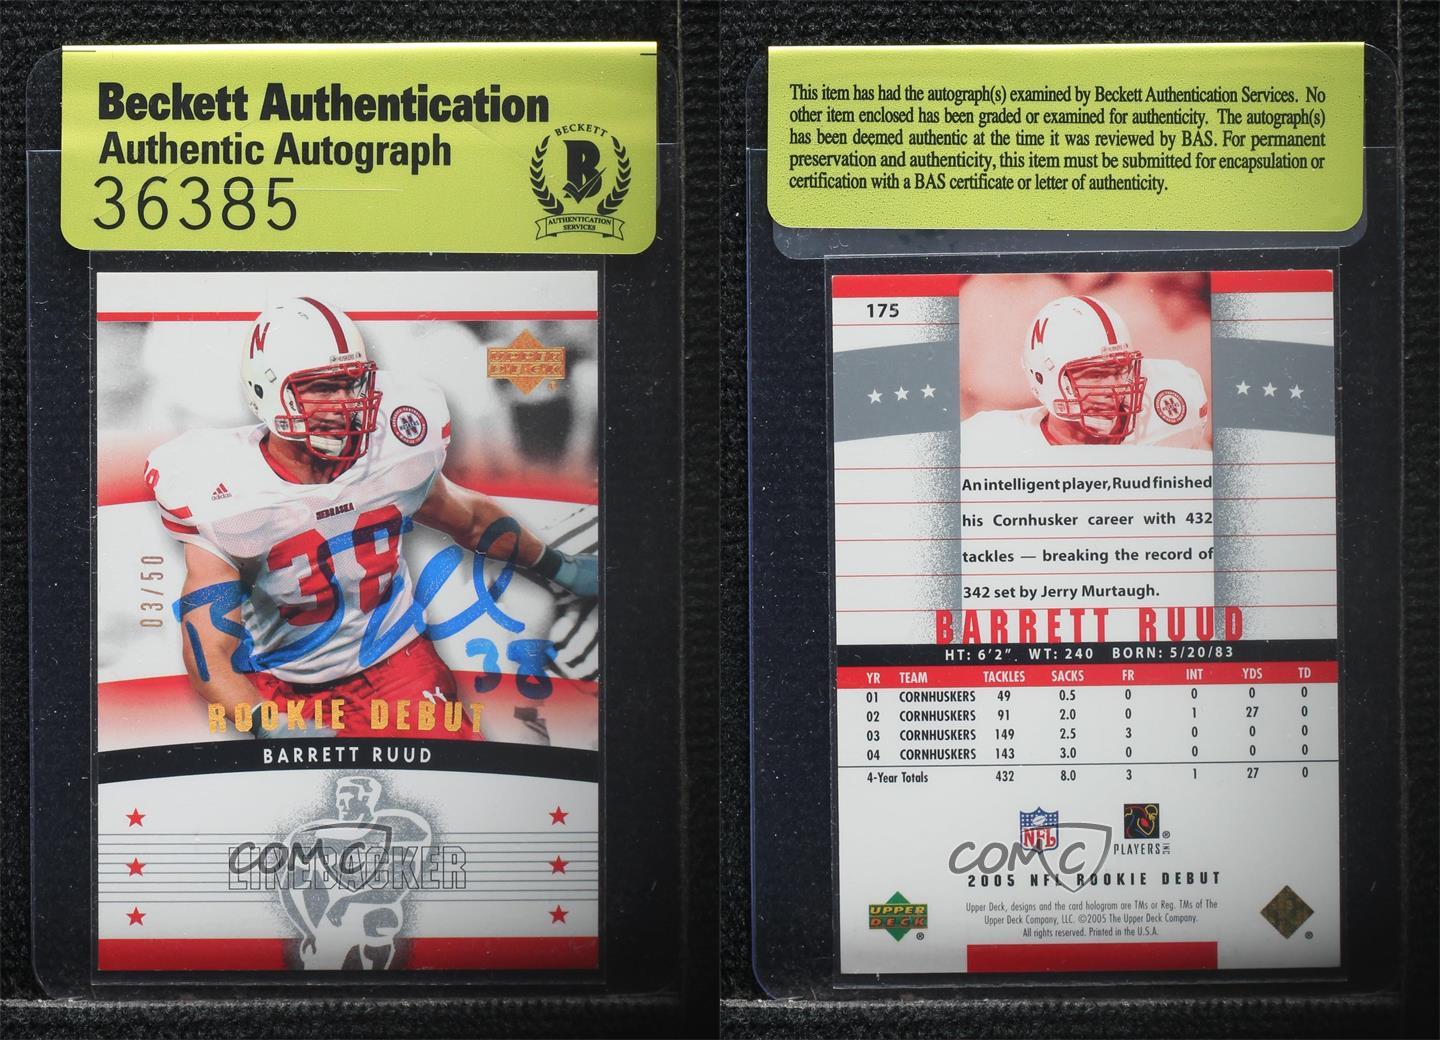 Beckett Authentication
Authentic Autograph
36385
BECKETT
B
AUTHENTICATION
SERVICES
UPPER
DECK
N
HUSKERS
N
38
adidas
NEBRASKA
38
03/50
38
ROOKIE DEBUT
BARRETT RUUD
LINEBACKER
COMC
This item has had the autograph(s) examined by Beckett Authentication Services. No
other item enclosed has been graded or examined for authenticity. The autograph(s)
has been deemed authentic at the time it was reviewed by BAS. For permanent
preservation and authenticity, this item must be submitted for encapsulation or
certification with a BAS certificate or letter of authenticity.
175
N
N
An intelligent player, Ruud finished
his Cornhusker career with 432
tackles — breaking the record of
342 set by Jerry Murtaugh.
BARRETT RUUD
HT: 6'2". WT: 240 BORN: 5/20/83
YR TEAM TACKLES SACKS FR INT YDS TD
01 CORNHUSKERS 49 0.5 0 0 0 0
02 CORNHUSKERS 91 2.0 0 1 27 0
03 CORNHUSKERS 149 2.5 3 0 0 0
04 CORNHUSKERS 143 3.0 0 0 0 0
4-Year Totals 432 8.0 3 1 27 0
NFL
PLAYERS INC ®
COMC
2005 NFL ROOKIE DEBUT
UPPER
DECK ®
Upper Deck, designs and the card hologram are TMs or Reg. TMs of The
Upper Deck Company, LLC. ©2005 The Upper Deck Company.
All rights reserved. Printed in the U.S.A.
®